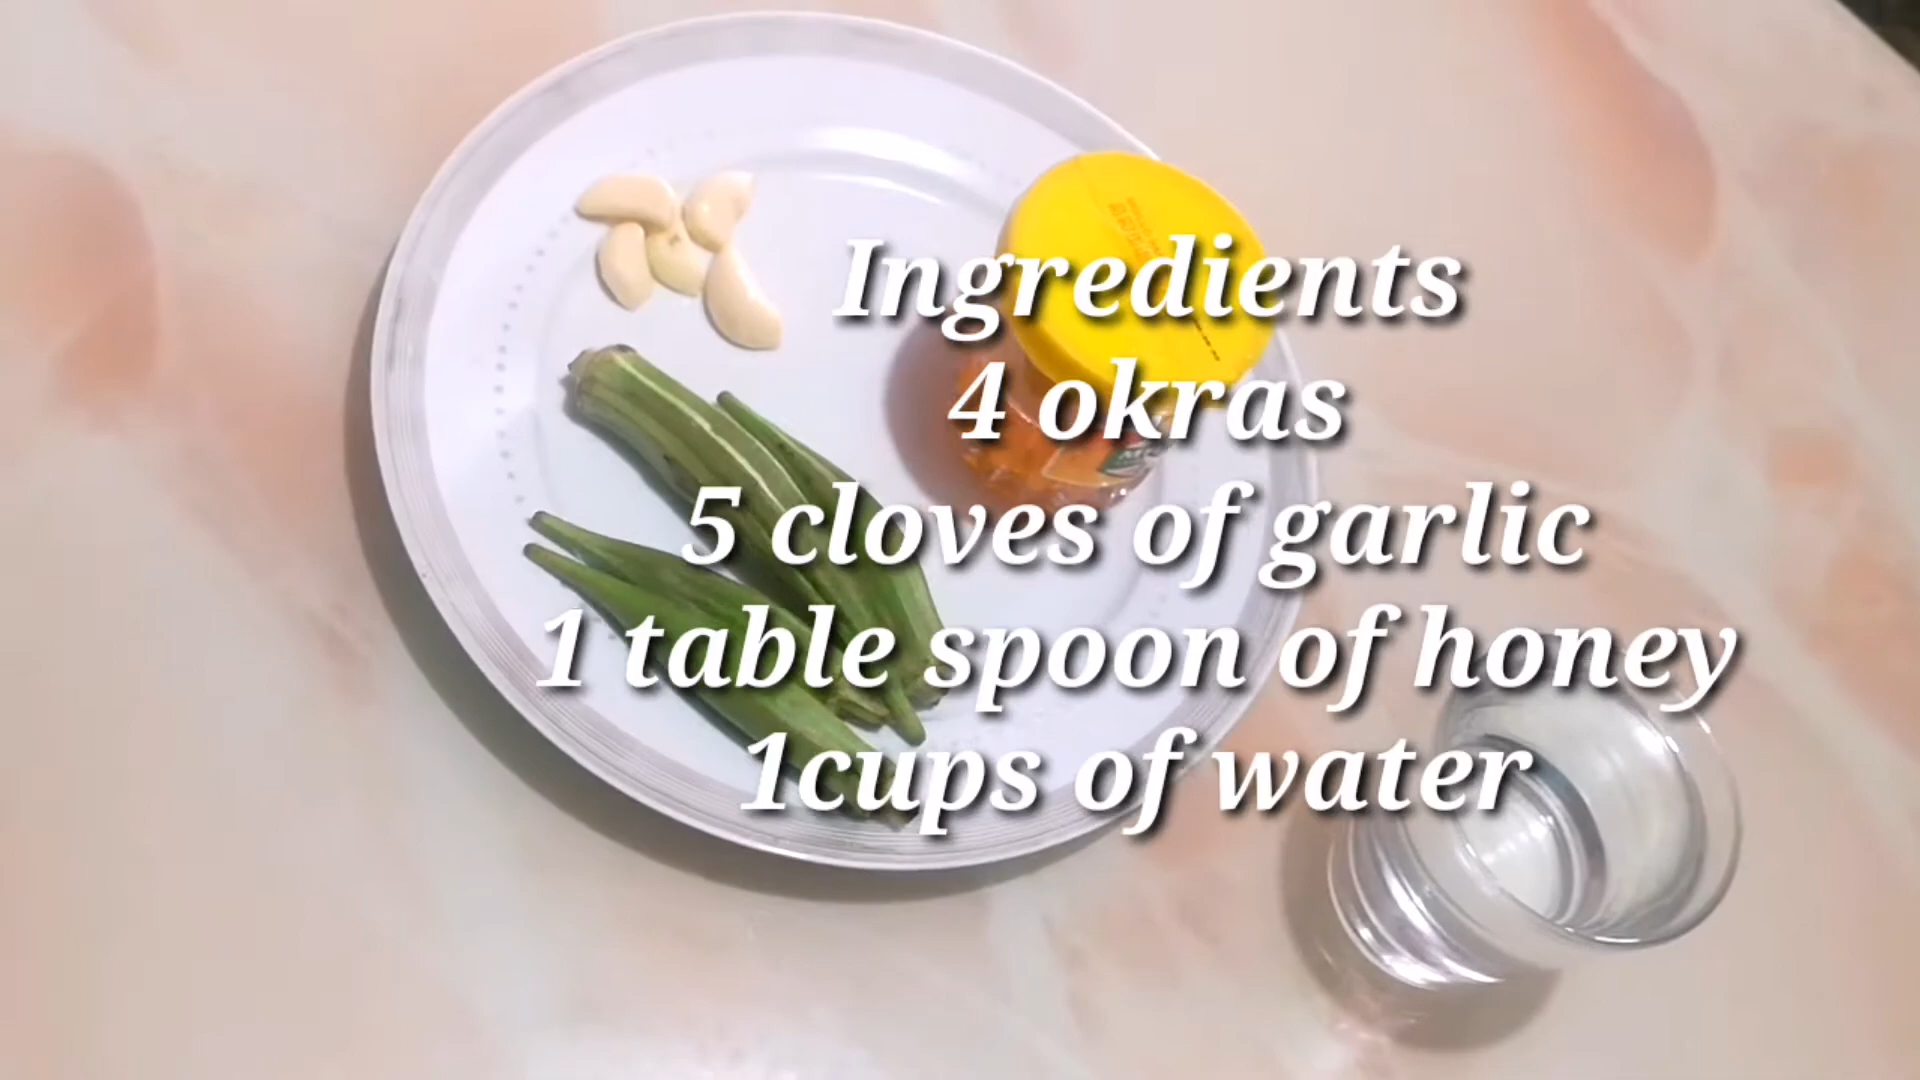 Ingredients
4 okras
5 cloves of garlic
1 table spoon of honey
1cups of water